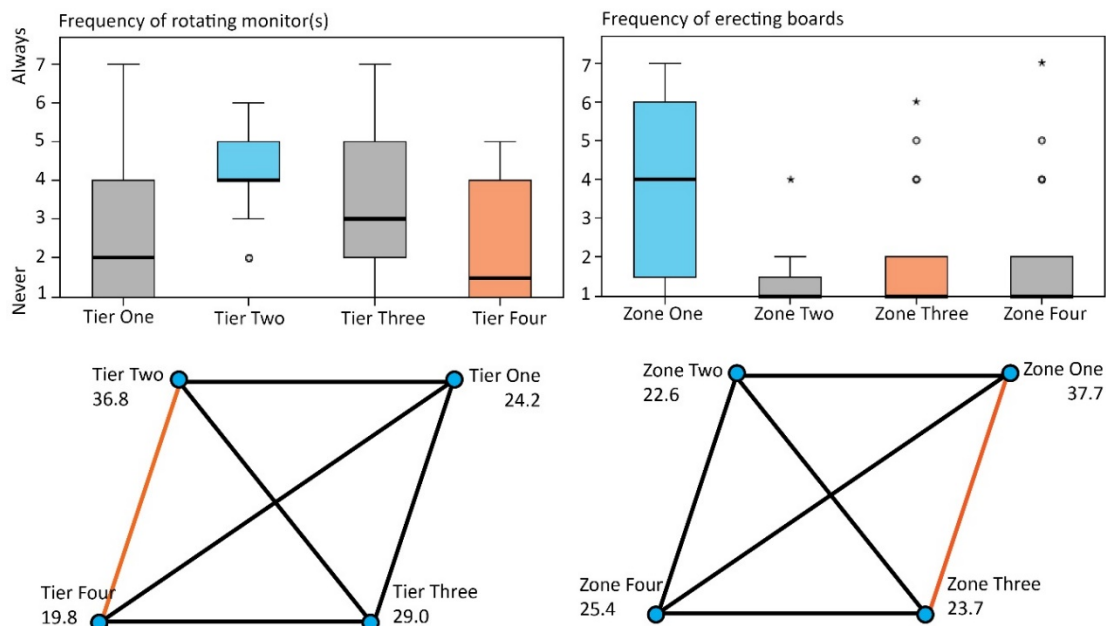 Frequency of rotating monitor(s)
Always
7
6
5
4
3
2
1
Never
Tier One
Tier Two
Tier Three
Tier Four
Frequency of erecting boards
7
6
5
4
3
2
1
Zone One
Zone Two
Zone Three
Zone Four
Tier Two
36.8
Tier One
24.2
Tier Four
19.8
Tier Three
29.0
Zone Two
22.6
Zone One
37.7
Zone Four
25.4
Zone Three
23.7